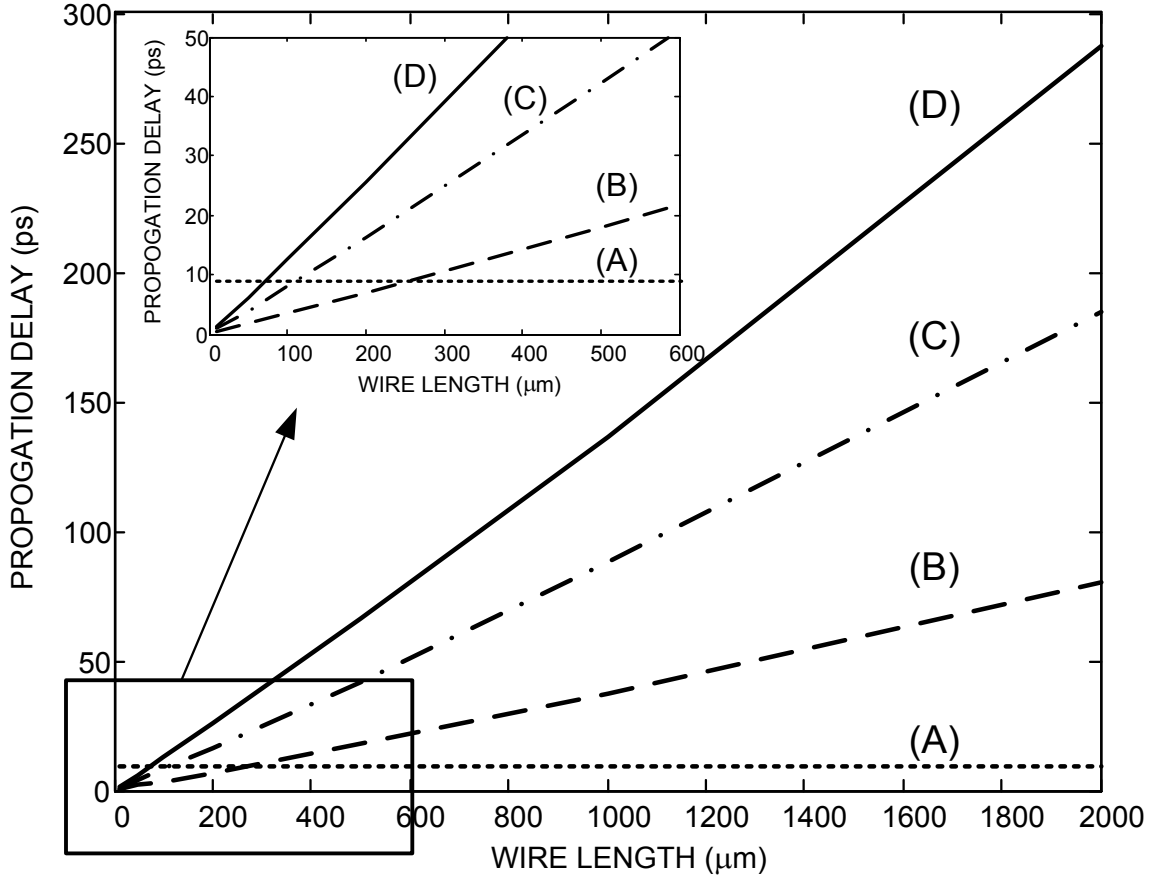 300
250
200
150
100
50
0
PROPOGATION DELAY (ps)
0 200 400 600 800 1000 1200 1400 1600 1800 2000
WIRE LENGTH (μm)
(D)
(C)
(B)
(A)
50
40
30
20
10
0
PROPOGATION DELAY (ps)
0 100 200 300 400 500 600
WIRE LENGTH (μm)
(D)
(C)
(B)
(A)